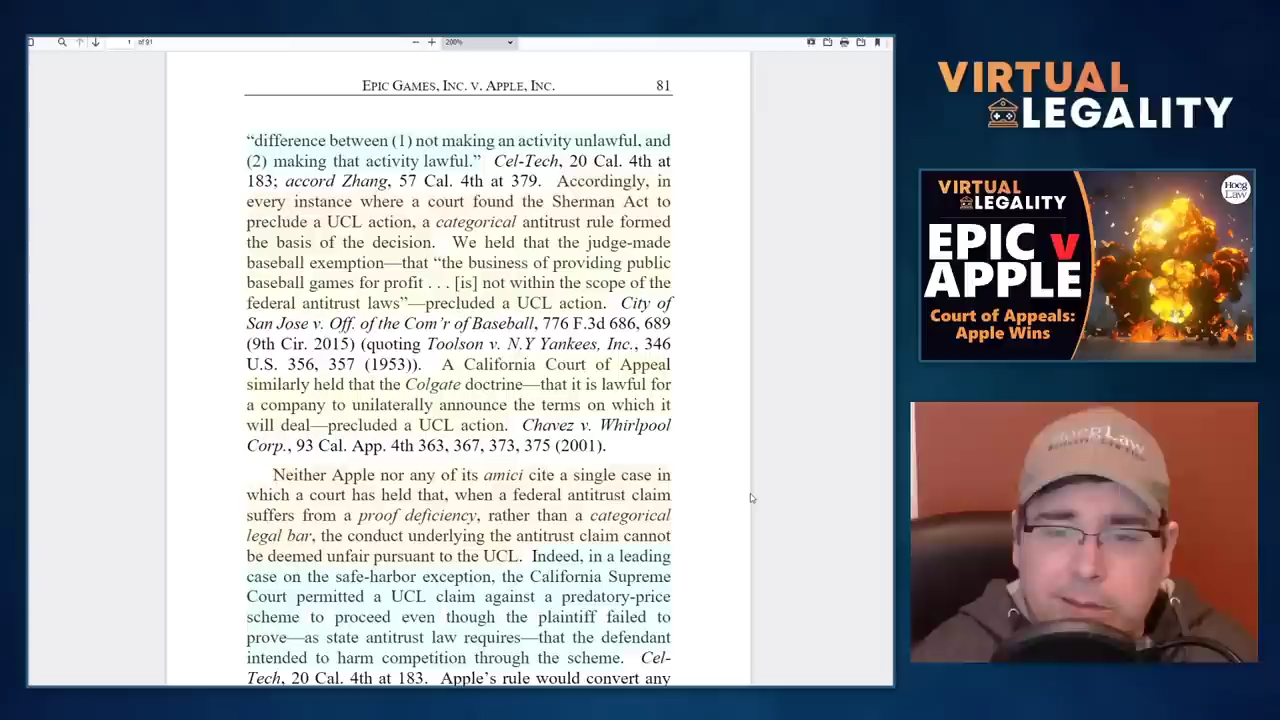 1 of 91
200%
EPIC GAMES, INC. V. APPLE, INC. 81
“difference between (1) not making an activity unlawful, and
(2) making that activity lawful.” Cel-Tech, 20 Cal. 4th at
183; accord Zhang, 57 Cal. 4th at 379. Accordingly, in
every instance where a court found the Sherman Act to
preclude a UCL action, a categorical antitrust rule formed
the basis of the decision. We held that the judge-made
baseball exemption—that “the business of providing public
baseball games for profit . . . [is] not within the scope of the
federal antitrust laws”—precluded a UCL action. City of
San Jose v. Off. of the Com’r of Baseball, 776 F.3d 686, 689
(9th Cir. 2015) (quoting Toolson v. N.Y Yankees, Inc., 346
U.S. 356, 357 (1953)). A California Court of Appeal
similarly held that the Colgate doctrine—that it is lawful for
a company to unilaterally announce the terms on which it
will deal—precluded a UCL action. Chavez v. Whirlpool
Corp., 93 Cal. App. 4th 363, 367, 373, 375 (2001).
Neither Apple nor any of its amici cite a single case in
which a court has held that, when a federal antitrust claim
suffers from a proof deficiency, rather than a categorical
legal bar, the conduct underlying the antitrust claim cannot
be deemed unfair pursuant to the UCL. Indeed, in a leading
case on the safe-harbor exception, the California Supreme
Court permitted a UCL claim against a predatory-price
scheme to proceed even though the plaintiff failed to
prove—as state antitrust law requires—that the defendant
intended to harm competition through the scheme. Cel-
Tech, 20 Cal. 4th at 183. Apple’s rule would convert any
VIRTUAL
LEGALITY
VIRTUAL
LEGALITY
Hoeg
Law
EPIC v
APPLE
Court of Appeals:
Apple Wins
HoegLaw